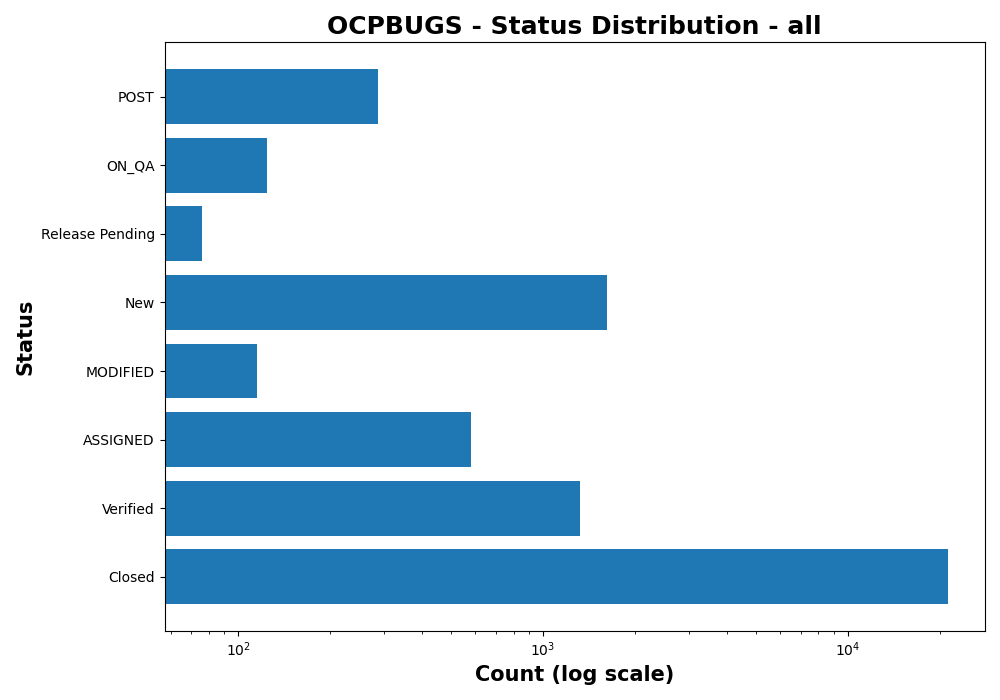 OCPBUGS - Status Distribution - all
POST
ON_QA
Release Pending
New
MODIFIED
ASSIGNED
Verified
Closed
Status
10²
10³
10⁴
Count (log scale)